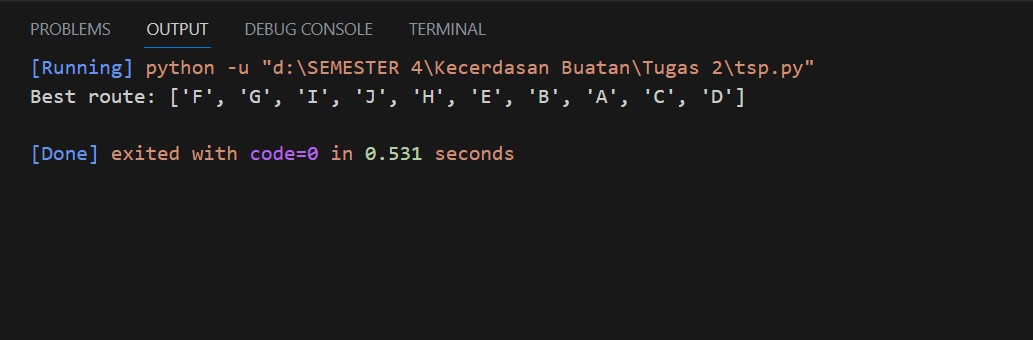 PROBLEMS OUTPUT DEBUG CONSOLE TERMINAL
[Running] python -u "d:\SEMESTER 4\Kecerdasan Buatan\Tugas 2\tsp.py"
Best route: ['F', 'G', 'I', 'J', 'H', 'E', 'B', 'A', 'C', 'D']
[Done] exited with code=0 in 0.531 seconds